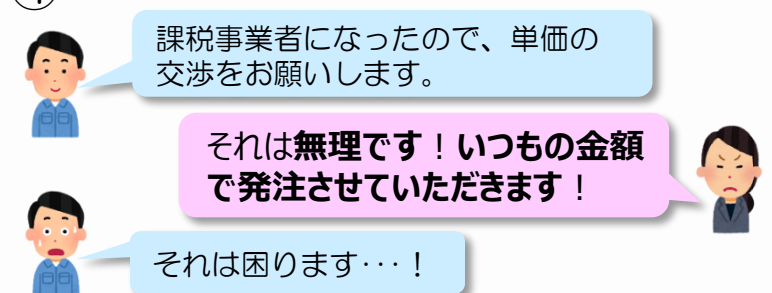 課税事業者になったので、単価の
交渉をお願いします。
それは無理です！いつもの金額
で発注させていただきます！
それは困ります･･･！